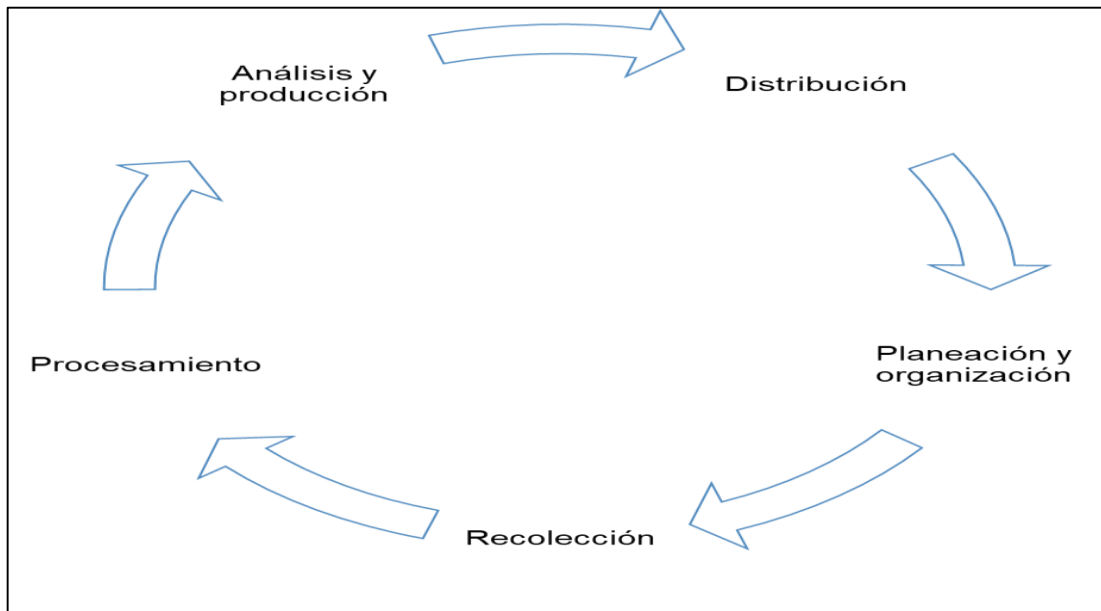 Análisis y
producción
Distribución
Planeación y
organización
Recolección
Procesamiento